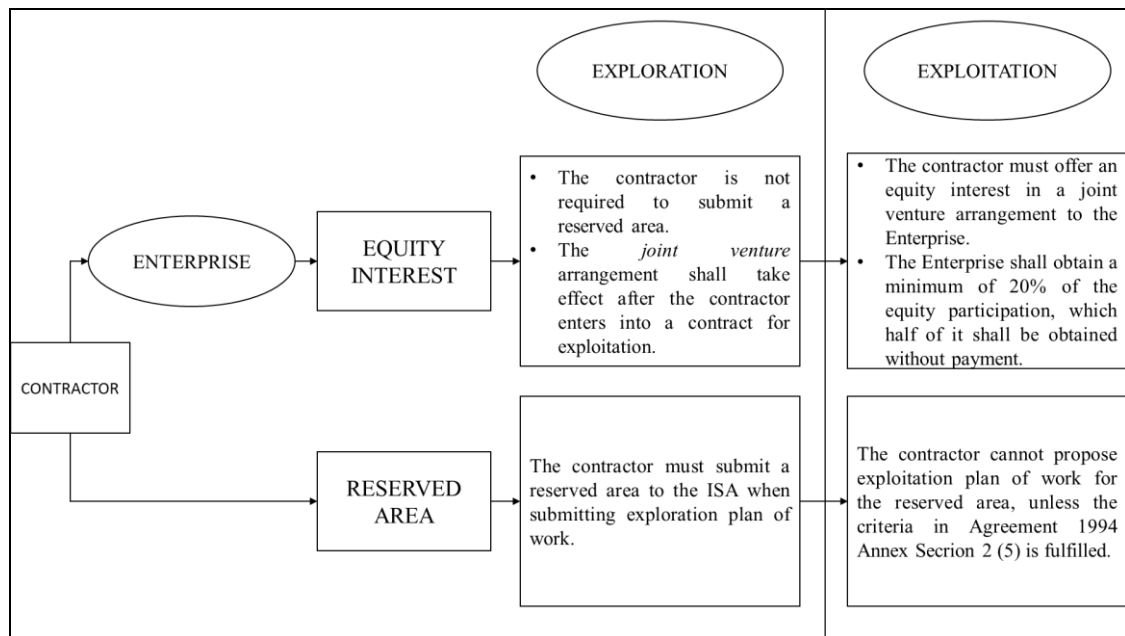 EXPLORATION
EXPLOITATION
CONTRACTOR
ENTERPRISE
EQUITY
INTEREST
• The contractor is not
required to submit a
reserved area.
• The joint venture
arrangement shall take
effect after the contractor
enters into a contract for
exploitation.
• The contractor must offer an
equity interest in a joint
venture arrangement to the
Enterprise.
• The Enterprise shall obtain a
minimum of 20% of the
equity participation, which
half of it shall be obtained
without payment.
RESERVED
AREA
The contractor must submit a
reserved area to the ISA when
submitting exploration plan of
work.
The contractor cannot propose
exploitation plan of work for
the reserved area, unless the
criteria in Agreement 1994
Annex Secrion 2 (5) is fulfilled.